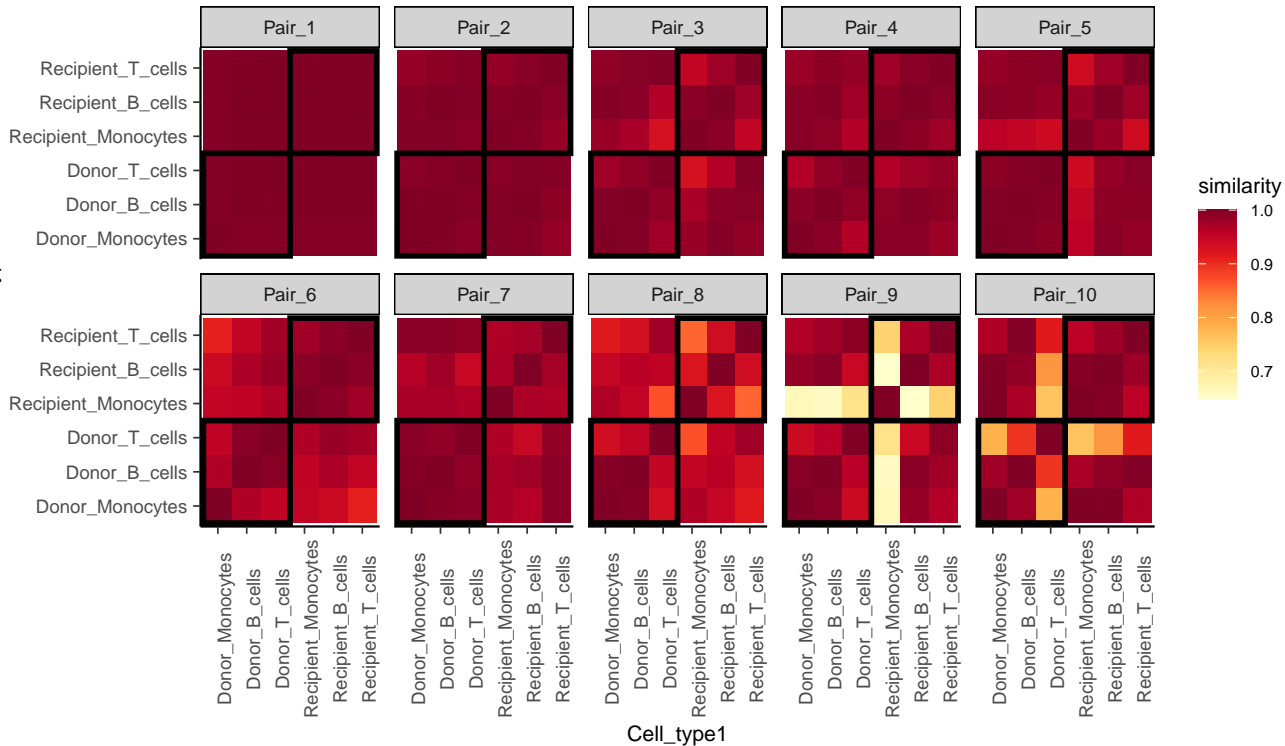 Pair_1 Pair_2 Pair_3 Pair_4 Pair_5
Recipient_T_cells
Recipient_B_cells
Recipient_Monocytes
Donor_T_cells
Donor_B_cells
Donor_Monocytes
similarity
1.0
0.9
0.8
0.7
Pair_6 Pair_7 Pair_8 Pair_9 Pair_10
Recipient_T_cells
Recipient_B_cells
Recipient_Monocytes
Donor_T_cells
Donor_B_cells
Donor_Monocytes
Donor_Monocytes
Donor_B_cells
Donor_T_cells
Recipient_Monocytes
Recipient_B_cells
Recipient_T_cells
Donor_Monocytes
Donor_B_cells
Donor_T_cells
Recipient_Monocytes
Recipient_B_cells
Recipient_T_cells
Donor_Monocytes
Donor_B_cells
Donor_T_cells
Recipient_Monocytes
Recipient_B_cells
Recipient_T_cells
Donor_Monocytes
Donor_B_cells
Donor_T_cells
Recipient_Monocytes
Recipient_B_cells
Recipient_T_cells
Donor_Monocytes
Donor_B_cells
Donor_T_cells
Recipient_Monocytes
Recipient_B_cells
Recipient_T_cells
Cell_type1